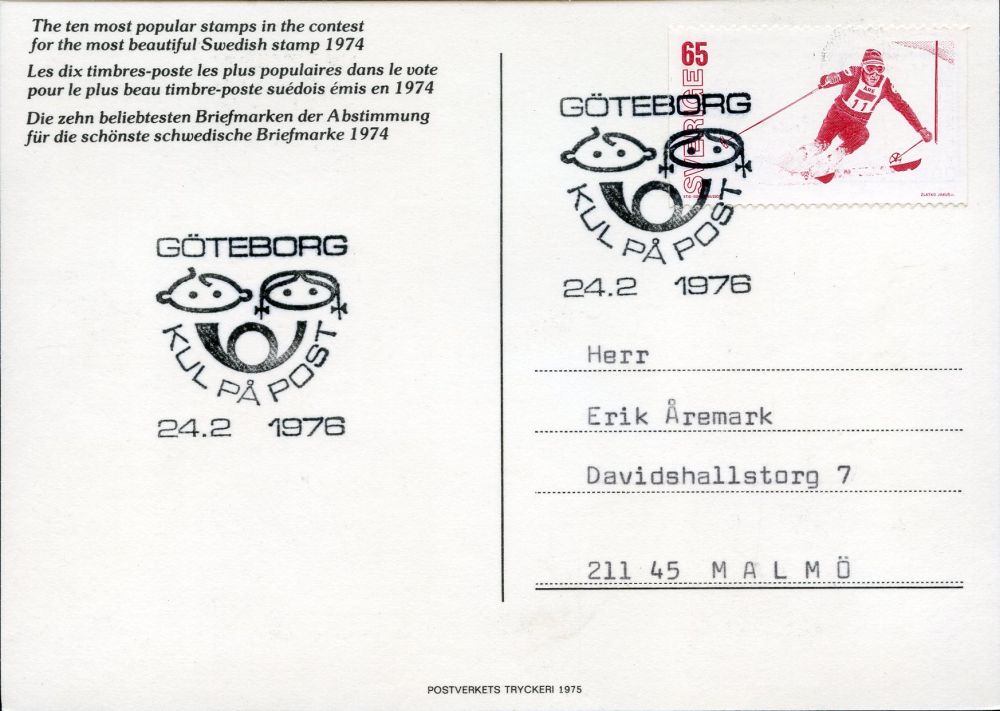 The ten most popular stamps in the contest
for the most beautiful Swedish stamp 1974
Les dix timbres-poste les plus populaires dans le vote
pour le plus beau timbre-poste suédois émis en 1974
Die zehn beliebtesten Briefmarken der Abstimmung
für die schönste schwedische Briefmarke 1974
GÖTEBORG
KUL PÅ POST
24.2 1976
65
SVERIGE
ÅRE
11
GÖTEBORG
KUL PÅ POST
24.2 1976
Herr
Erik Åremark
Davidshallstorg 7
211 45 MALMÖ
POSTVERKETS TRYCKERI 1975